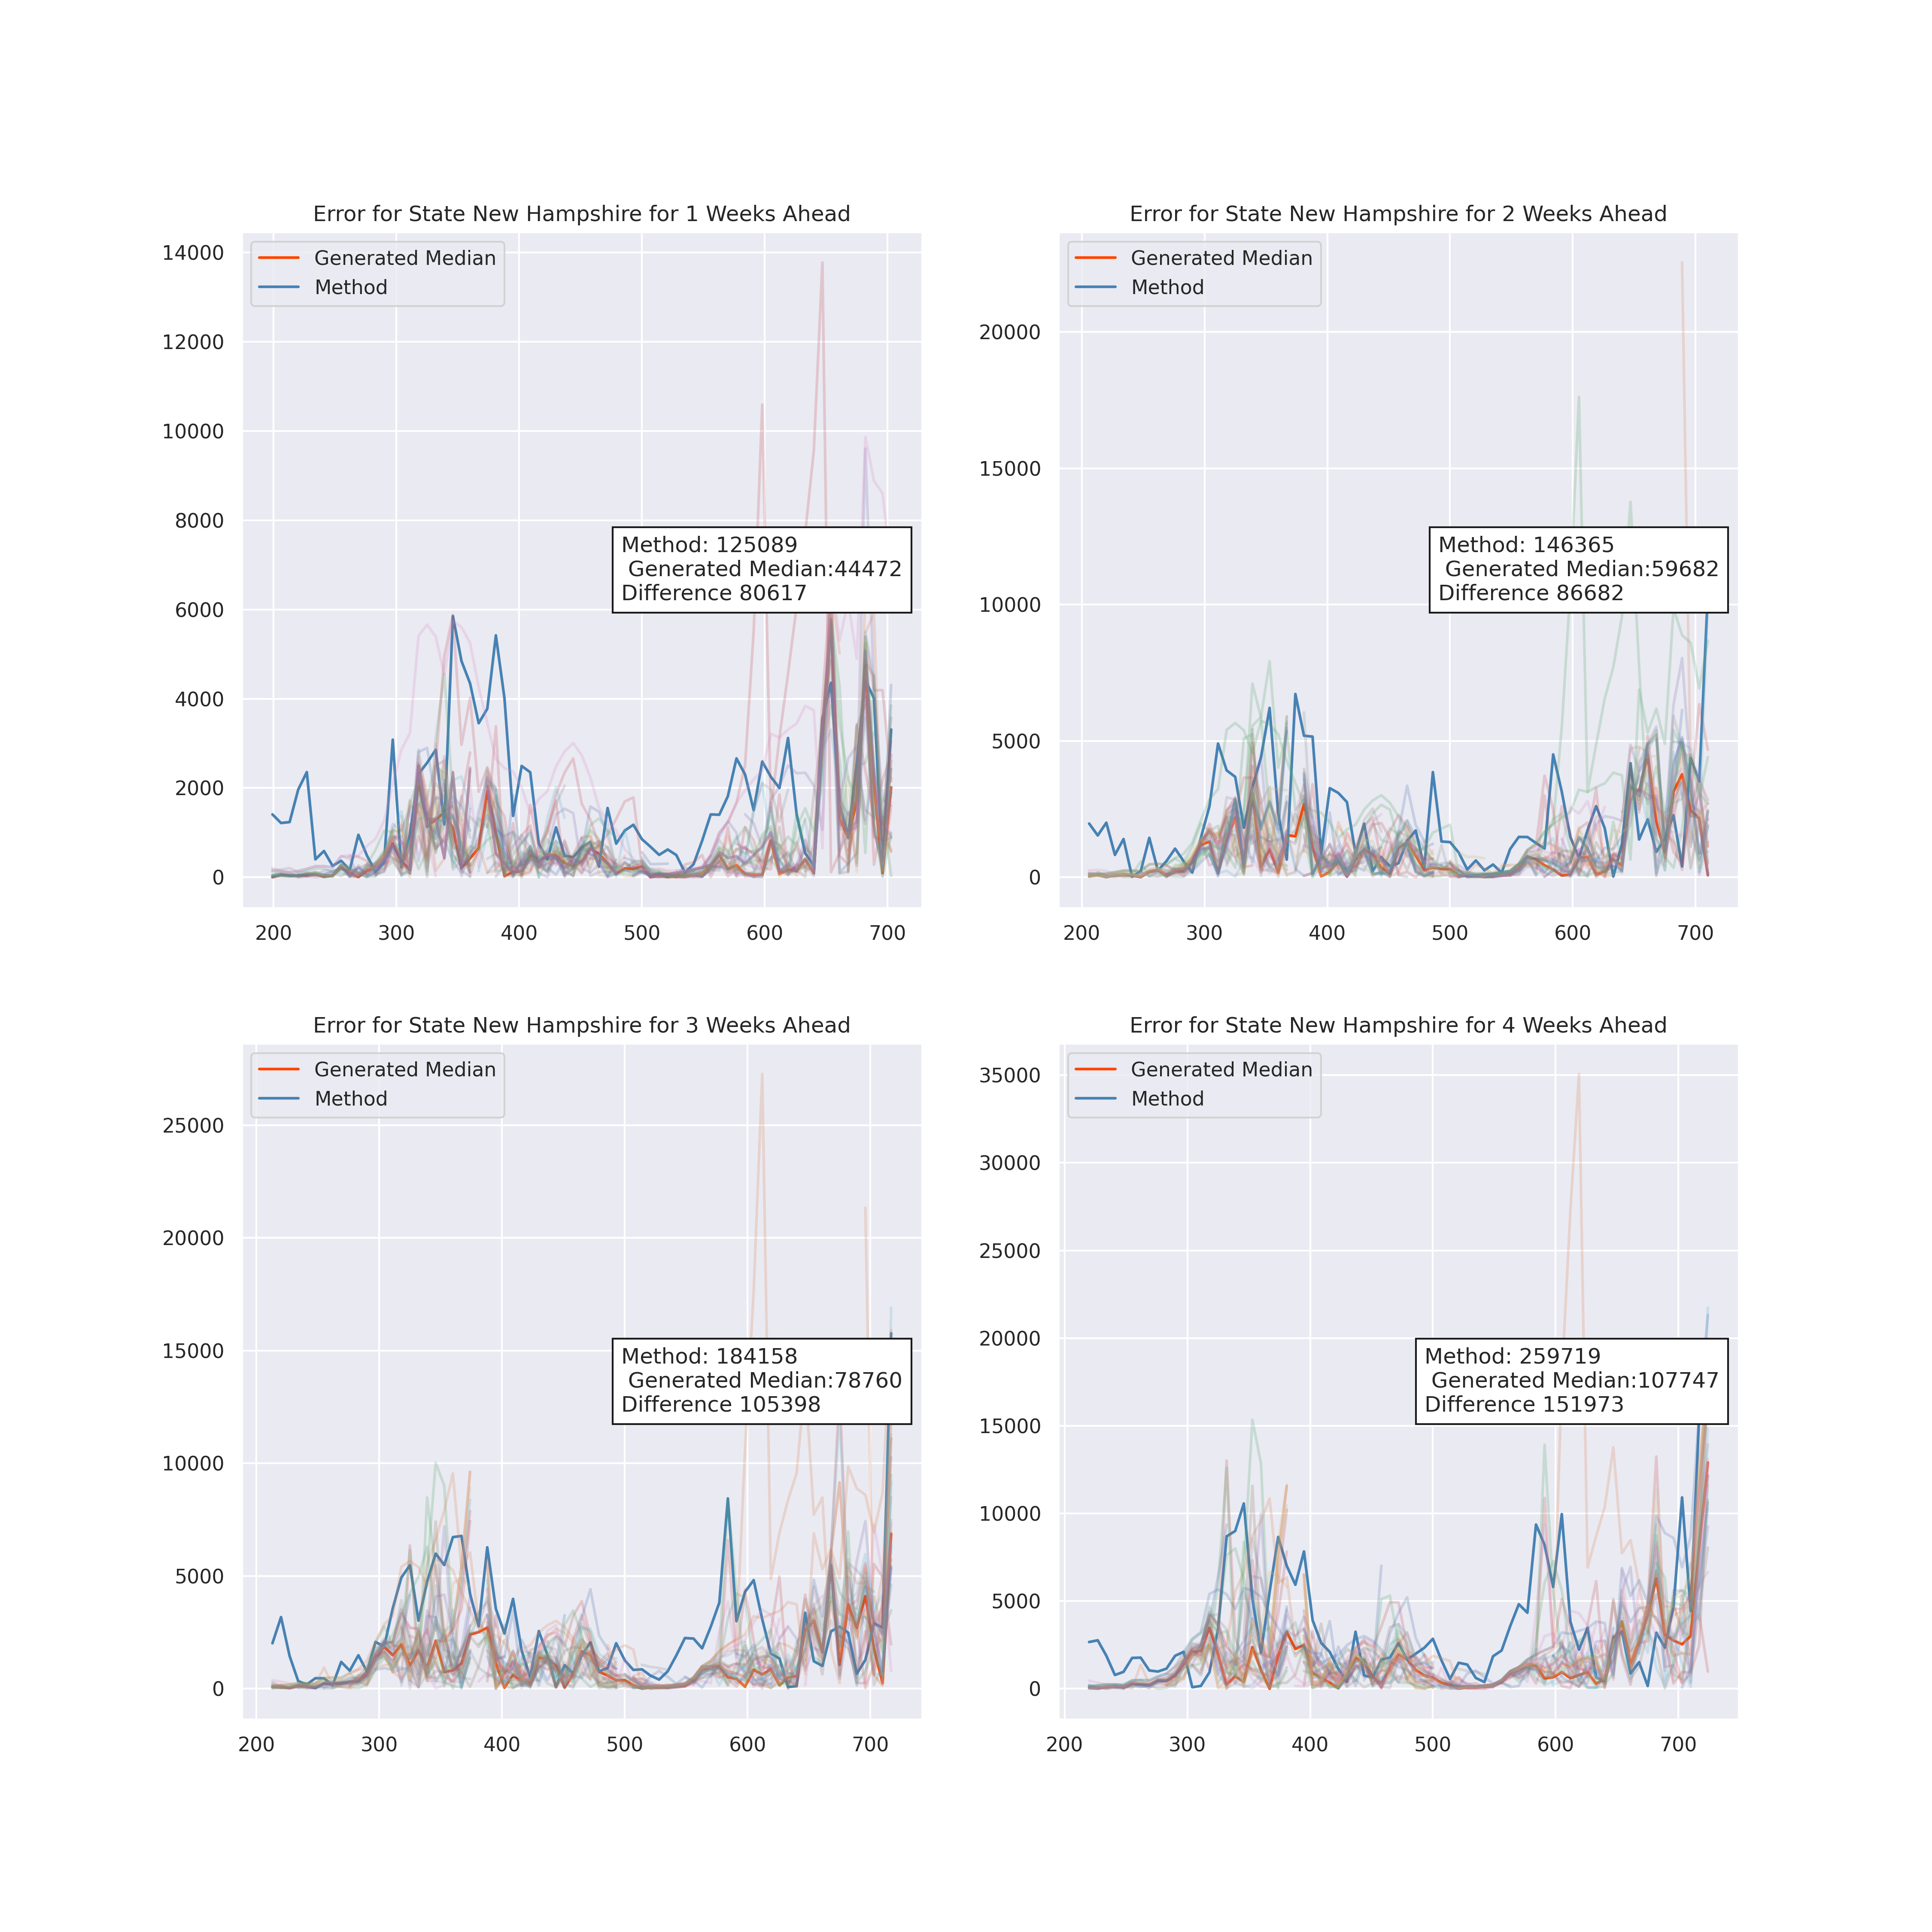 Error for State New Hampshire for 1 Weeks Ahead
Generated Median
Method
14000
12000
10000
8000
6000
4000
2000
0
Method: 125089
Generated Median:44472
Difference 80617
200 300 400 500 600 700
Error for State New Hampshire for 2 Weeks Ahead
Generated Median
Method
20000
15000
10000
5000
0
Method: 146365
Generated Median:59682
Difference 86682
200 300 400 500 600 700
Error for State New Hampshire for 3 Weeks Ahead
Generated Median
Method
25000
20000
15000
10000
5000
0
Method: 184158
Generated Median:78760
Difference 105398
200 300 400 500 600 700
Error for State New Hampshire for 4 Weeks Ahead
Generated Median
Method
35000
30000
25000
20000
15000
10000
5000
0
Method: 259719
Generated Median:107747
Difference 151973
200 300 400 500 600 700